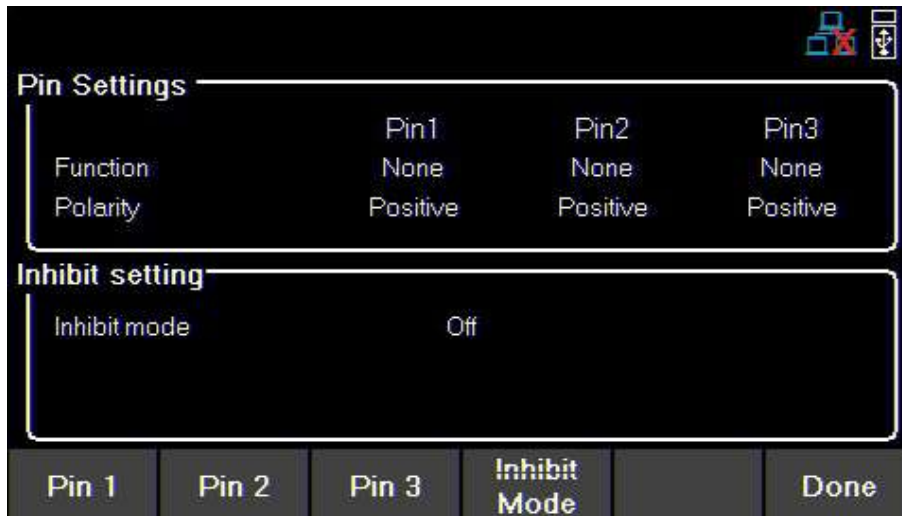 Pin Settings
Pin1 Pin2 Pin3
Function None None None
Polarity Positive Positive Positive
Inhibit setting
Inhibit mode Off
Pin 1 Pin 2 Pin 3 Inhibit Mode Done